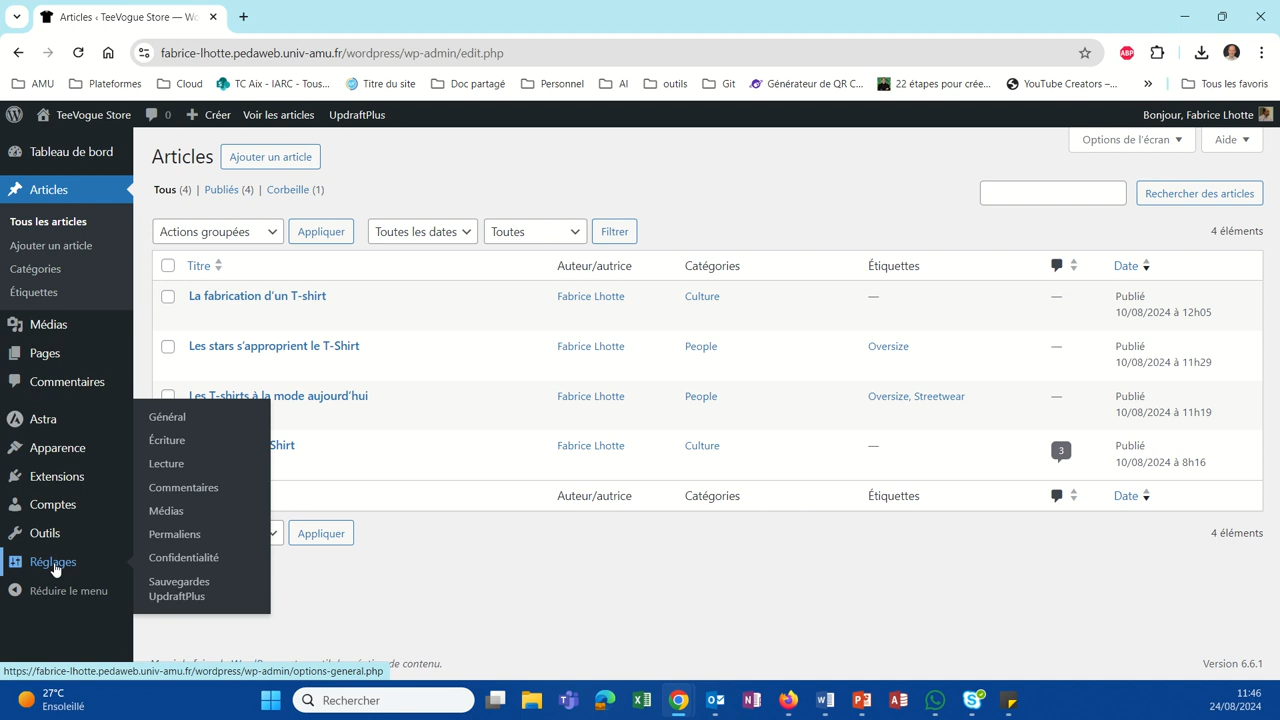 Articles ‹ TeeVogue Store — Wo
fabrice-lhotte.pedaweb.univ-amu.fr/wordpress/wp-admin/edit.php
ABP
AMU Plateformes Cloud TC Aix - IARC - Tous... Titre du site Doc partagé Personnel AI outils Git Générateur de QR C... 22 étapes pour crée... YouTube Creators –... » Tous les favoris
TeeVogue Store 0 Créer Voir les articles UpdraftPlus Bonjour, Fabrice Lhotte
Tableau de bord
Articles
Tous les articles
Ajouter un article
Catégories
Étiquettes
Médias
Pages
Commentaires
Astra
Apparence
Extensions
Comptes
Outils
Réglages
Réduire le menu
Général
Écriture
Lecture
Commentaires
Médias
Permaliens
Confidentialité
Sauvegardes
UpdraftPlus
Options de l'écran ▼ Aide ▼
Articles Ajouter un article
Tous (4) | Publiés (4) | Corbeille (1)
Rechercher des articles
Actions groupées Appliquer Toutes les dates Toutes Filtrer 4 éléments
Titre Auteur/autrice Catégories Étiquettes Date
La fabrication d'un T-shirt Fabrice Lhotte Culture — — Publié
10/08/2024 à 12h05
Les stars s'approprient le T-Shirt Fabrice Lhotte People Oversize — Publié
10/08/2024 à 11h29
Les T-shirts à la mode aujourd'hui Fabrice Lhotte People Oversize, Streetwear — Publié
10/08/2024 à 11h19
Shirt Fabrice Lhotte Culture — 3 Publié
10/08/2024 à 8h16
Auteur/autrice Catégories Étiquettes Date
Appliquer 4 éléments
de contenu. Version 6.6.1
https://fabrice-lhotte.pedaweb.univ-amu.fr/wordpress/wp-admin/options-general.php
27°C
Ensoleillé
Rechercher
11:46
24/08/2024